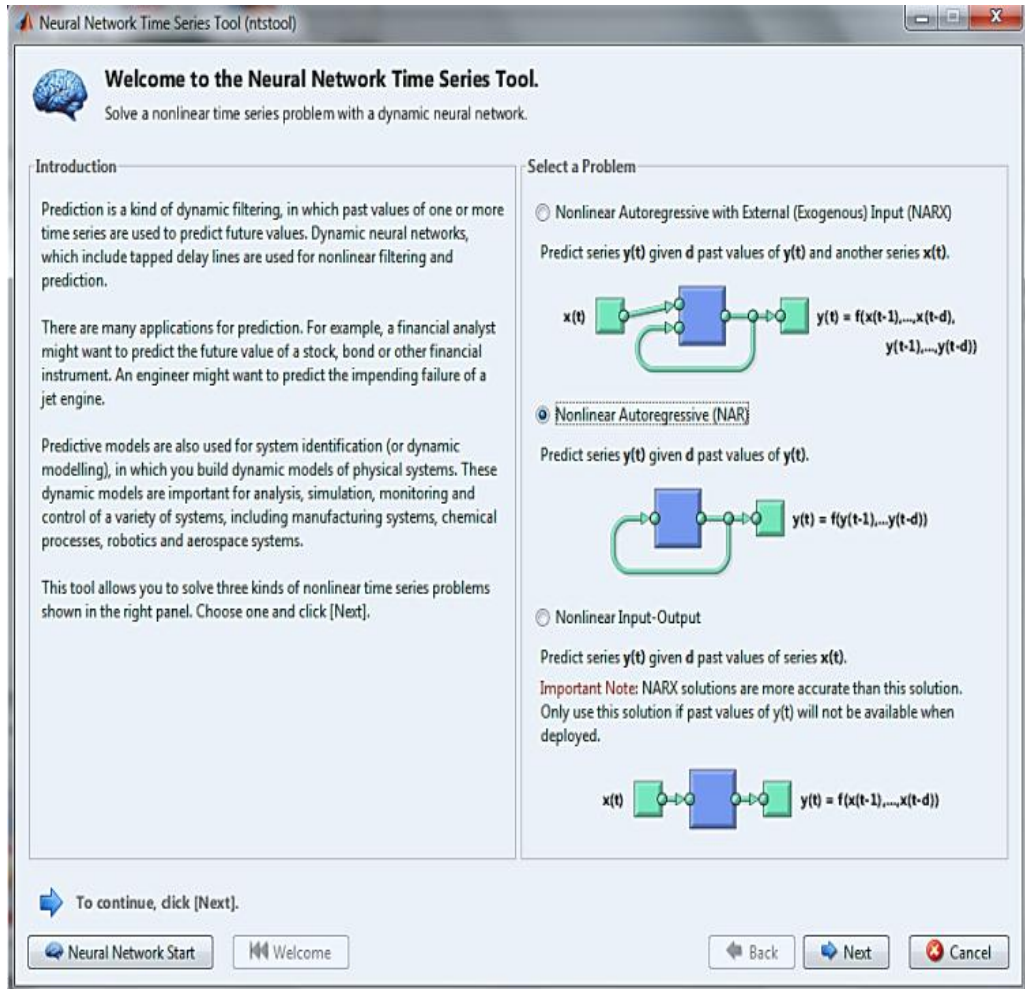 Neural Network Time Series Tool (ntstool)
Welcome to the Neural Network Time Series Tool.
Solve a nonlinear time series problem with a dynamic neural network.
Introduction
Prediction is a kind of dynamic filtering, in which past values of one or more
time series are used to predict future values. Dynamic neural networks,
which include tapped delay lines are used for nonlinear filtering and
prediction.
There are many applications for prediction. For example, a financial analyst
might want to predict the future value of a stock, bond or other financial
instrument. An engineer might want to predict the impending failure of a
jet engine.
Predictive models are also used for system identification (or dynamic
modelling), in which you build dynamic models of physical systems. These
dynamic models are important for analysis, simulation, monitoring and
control of a variety of systems, including manufacturing systems, chemical
processes, robotics and aerospace systems.
This tool allows you to solve three kinds of nonlinear time series problems
shown in the right panel. Choose one and click [Next].
Select a Problem
Nonlinear Autoregressive with External (Exogenous) Input (NARX)
Predict series y(t) given d past values of y(t) and another series x(t).
x(t)
y(t) = f(x(t-1),...,x(t-d),
y(t-1),...,y(t-d))
Nonlinear Autoregressive (NAR)
Predict series y(t) given d past values of y(t).
y(t) = f(y(t-1),...y(t-d))
Nonlinear Input-Output
Predict series y(t) given d past values of series x(t).
Important Note: NARX solutions are more accurate than this solution.
Only use this solution if past values of y(t) will not be available when
deployed.
x(t)
y(t) = f(x(t-1),...,x(t-d))
To continue, click [Next].
Neural Network Start
Welcome
Back
Next
Cancel